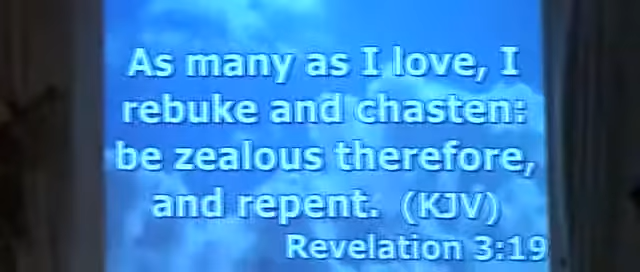 As many as I love, I
rebuke and chasten:
be zealous therefore,
and repent. (KJV)
Revelation 3:19